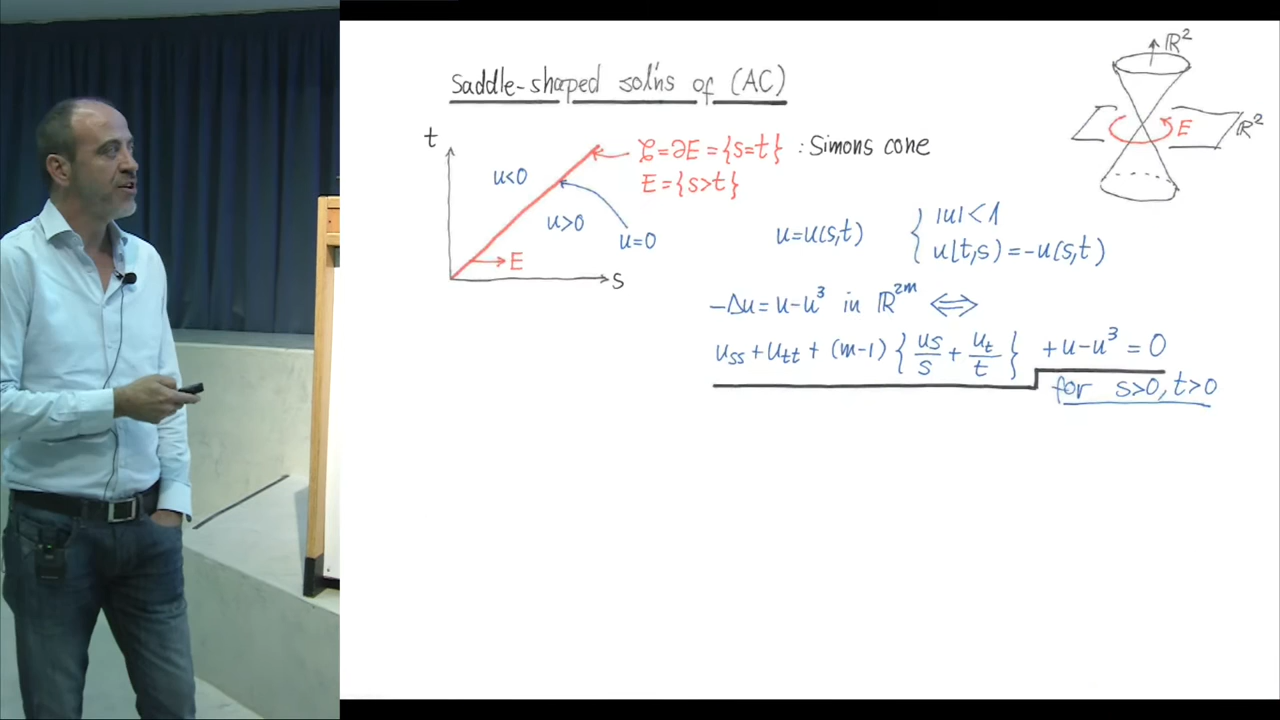 saddle-shaped sol'ns of (AC)
ℝ²
ℝ²
E
t
u<0
u>0
u=0
E
s
𝒞=∂E={s=t} : Simons cone
E={s>t}
u=u(s,t) { |u|<1
u(t,s)=-u(s,t)
-Δu=u-u³ in ℝ²ᵐ ⟺
u_ss+u_tt+(m-1){u_s/s+u_t/t}+u-u³=0
for s>0, t>0